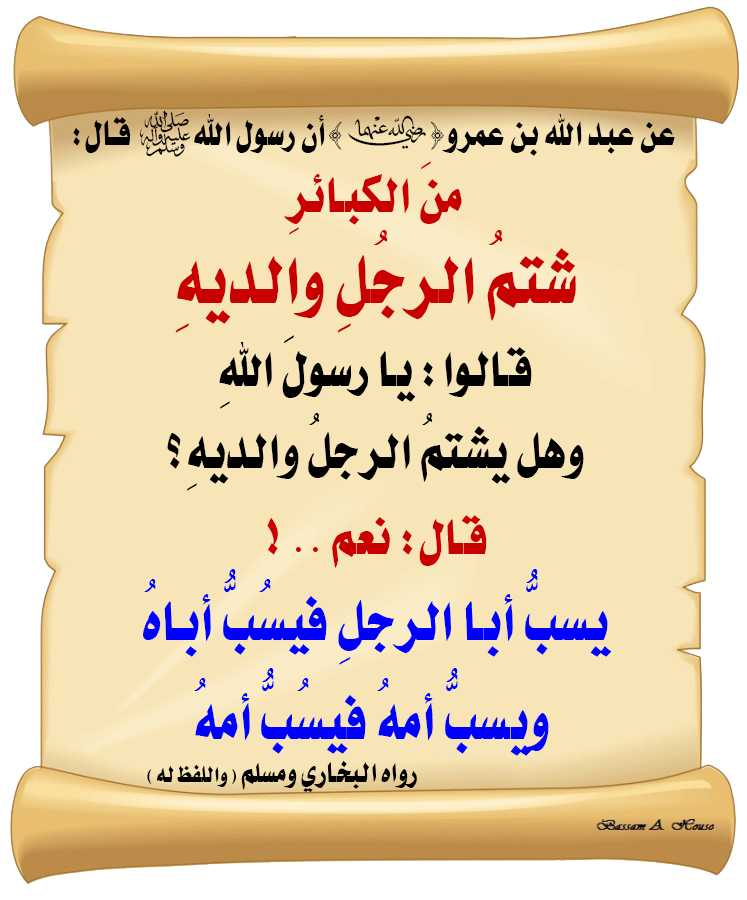 عن عبد الله بن عمرو ﴿ رضي الله عنهما ﴾ أن رسول الله ﷺ قال :
منَ الكبائرِ
شتمُ الرجُلِ والديهِ
قالوا : يا رسولَ اللهِ
وهل يشتمُ الرجلُ والديهِ ؟
قال : نعم . . !
يسبُّ أبا الرجلِ فيسُبُّ أباهُ
ويسبُّ أمهُ فيسُبُّ أمهُ
رواه البخاري ومسلم ( واللفظ له )
Bassam A. Houso